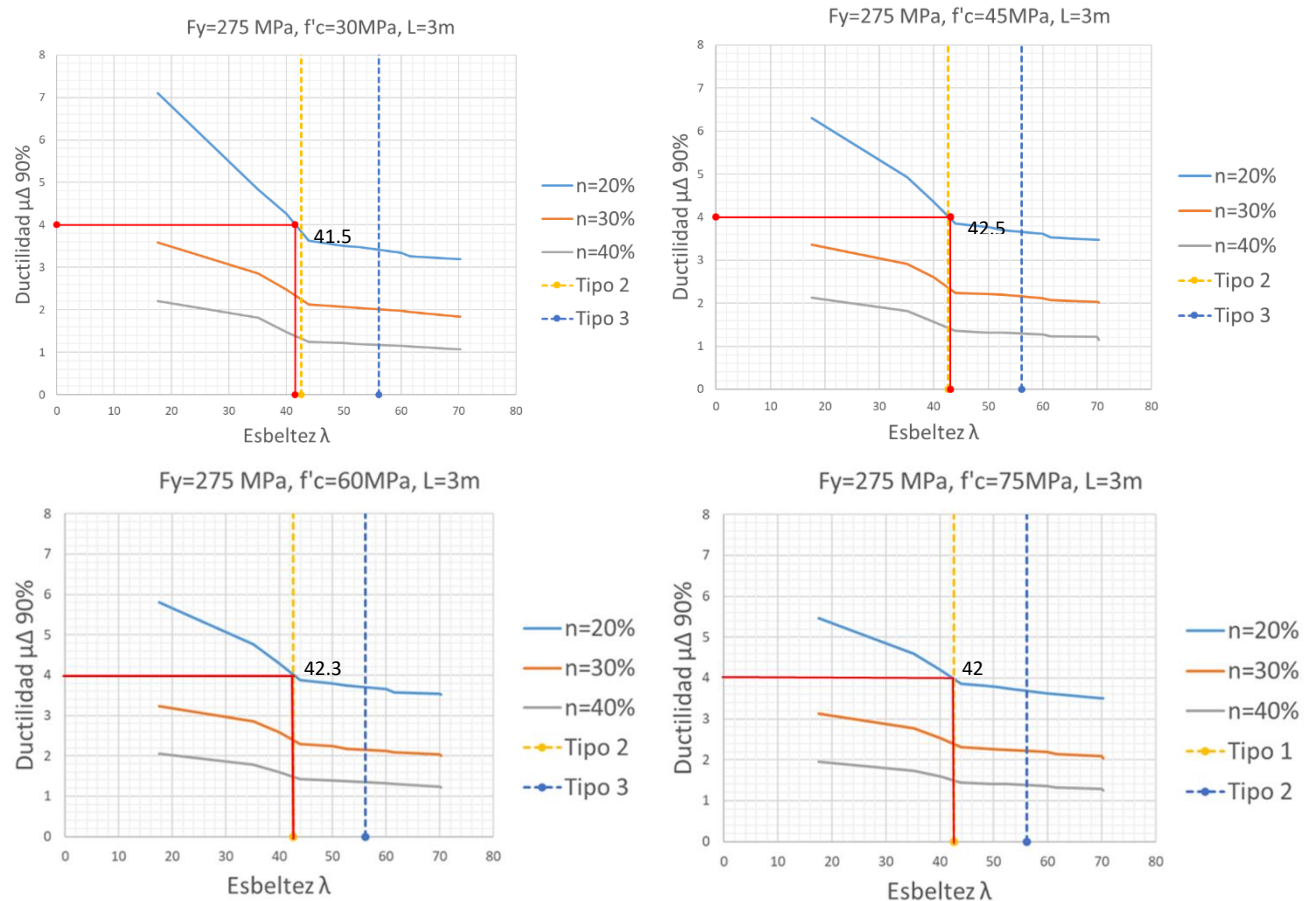 Fy=275 MPa, f'c=30MPa, L=3m
Ductilidad µΔ 90%
8
7
6
5
4
3
2
1
0
41.5
0 10 20 30 40 50 60 70 80
Esbeltez λ
n=20%
n=30%
n=40%
Tipo 2
Tipo 3
Fy=275 MPa, f'c=45MPa, L=3m
Ductilidad µΔ 90%
8
7
6
5
4
3
2
1
0
42.5
0 10 20 30 40 50 60 70 80
Esbeltez λ
n=20%
n=30%
n=40%
Tipo 2
Tipo 3
Fy=275 MPa, f'c=60MPa, L=3m
Ductilidad µΔ 90%
8
7
6
5
4
3
2
1
0
42.3
0 10 20 30 40 50 60 70 80
Esbeltez λ
n=20%
n=30%
n=40%
Tipo 2
Tipo 3
Fy=275 MPa, f'c=75MPa, L=3m
Ductilidad µΔ 90%
8
7
6
5
4
3
2
1
0
42
0 10 20 30 40 50 60 70 80
Esbeltez λ
n=20%
n=30%
n=40%
Tipo 1
Tipo 2